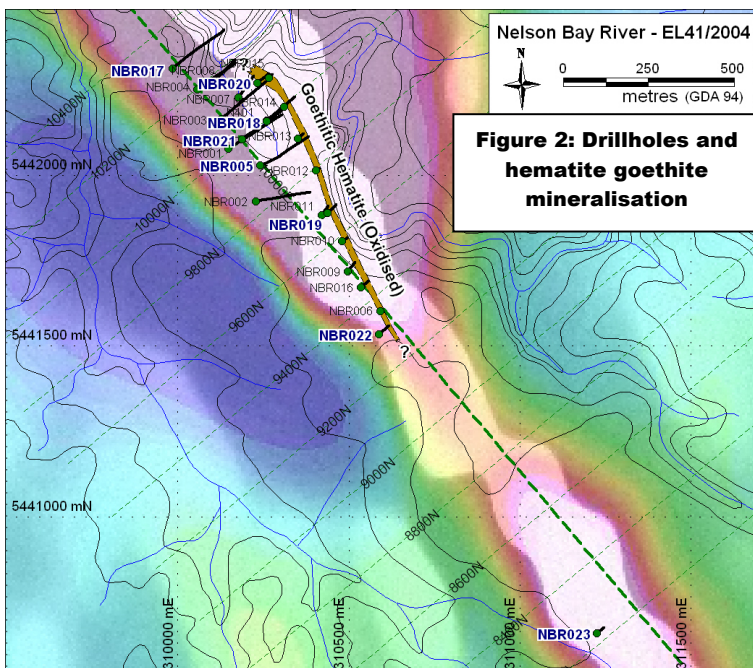 Nelson Bay River - EL41/2004
N
0 250 500
metres (GDA 94)
Figure 2: Drillholes and
hematite goethite
mineralisation
NBR017
NBR008
?
NBR015
NBR004
NBR020
NBR007
NBR014
NBR003
NBR018
NBR013
NBR021
NBR001
NBR005
NBR012
NBR002
NBR011
NBR019
NBR010
NBR009
NBR016
NBR006
NBR022
?
NBR023
Goethitic Hematite (Oxidised)
10400N
10200N
10000N
9800N
9600N
9400N
9200N
9000N
8800N
8600N
5442000 mN
5441500 mN
5441000 mN
310000 mE
310500 mE
311000 mE
311500 mE